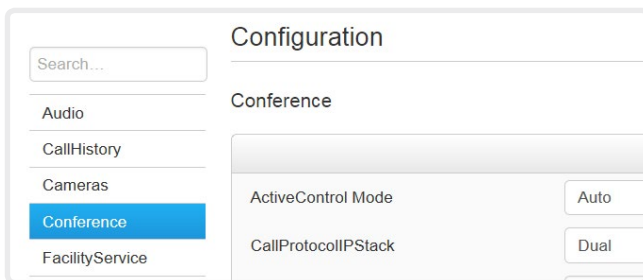 Configuration
Search...
Audio
CallHistory
Cameras
Conference
FacilityService
Conference
ActiveControl Mode
Auto
CallProtocolIPStack
Dual